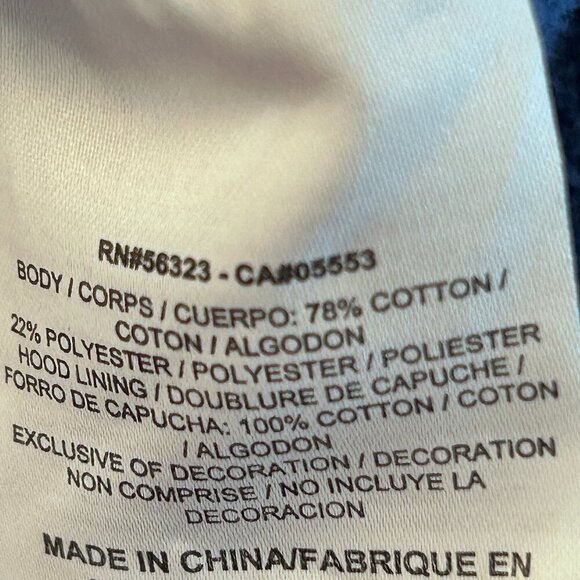 RN#56323 - CA#05553
BODY / CORPS / CUERPO: 78% COTTON /
COTON / ALGODON
22% POLYESTER / POLYESTER / POLIESTER
HOOD LINING / DOUBLURE DE CAPUCHE /
FORRO DE CAPUCHA: 100% COTTON / COTON
/ ALGODON
EXCLUSIVE OF DECORATION / DECORATION
NON COMPRISE / NO INCLUYE LA
DECORACION
MADE IN CHINA/FABRIQUE EN